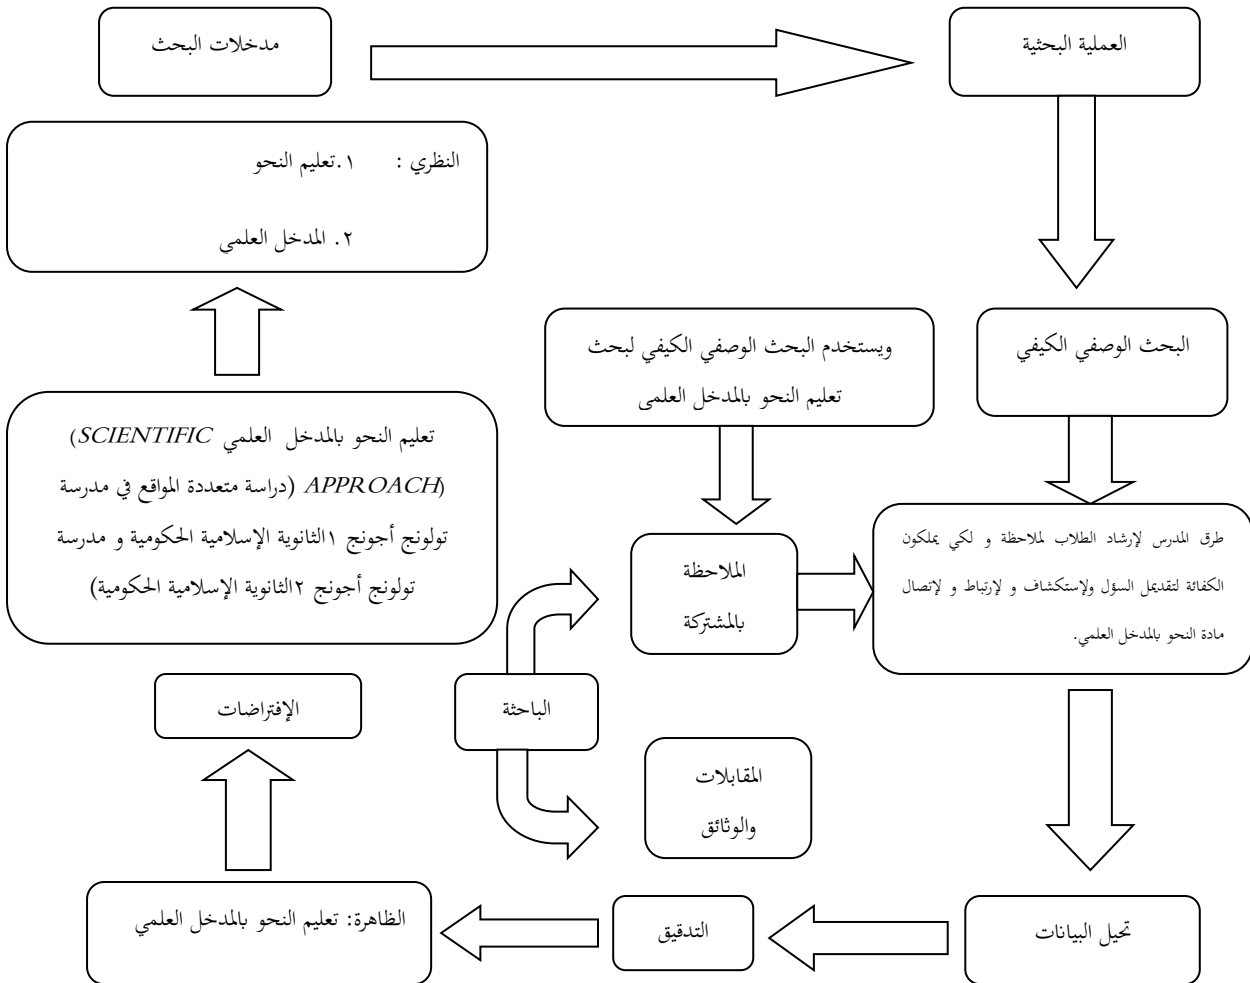 مدخلات البحث
العملية البحثية
النظري : ١.تعليم النحو
٢. المدخل العلمي
البحث الوصفي الكيفي
ويستخدم البحث الوصفي الكيفي لبحث
تعليم النحو بالمدخل العلمى
تعليم النحو بالمدخل العلمي SCIENTIFIC)
APPROACH) (دراسة متعددة المواقع في مدرسة
تولونج أجونج ١الثانوية الإسلامية الحكومية و مدرسة
تولونج أجونج ٢الثانوية الإسلامية الحكومية)
طرق المدرس لإرشاد الطلاب لملاحظة و لكي يملكون
الكفائة لتقديمل السؤل ولإستكشاف و لإرتباط و لإتصال
مادة النحو بالمدخل العلمي.
الملاحظة
بالمشتركة
الباحثة
الإفتراضات
المقابلات
والوثائق
الظاهرة: تعليم النحو بالمدخل العلمي
التدقيق
تحيل البيانات